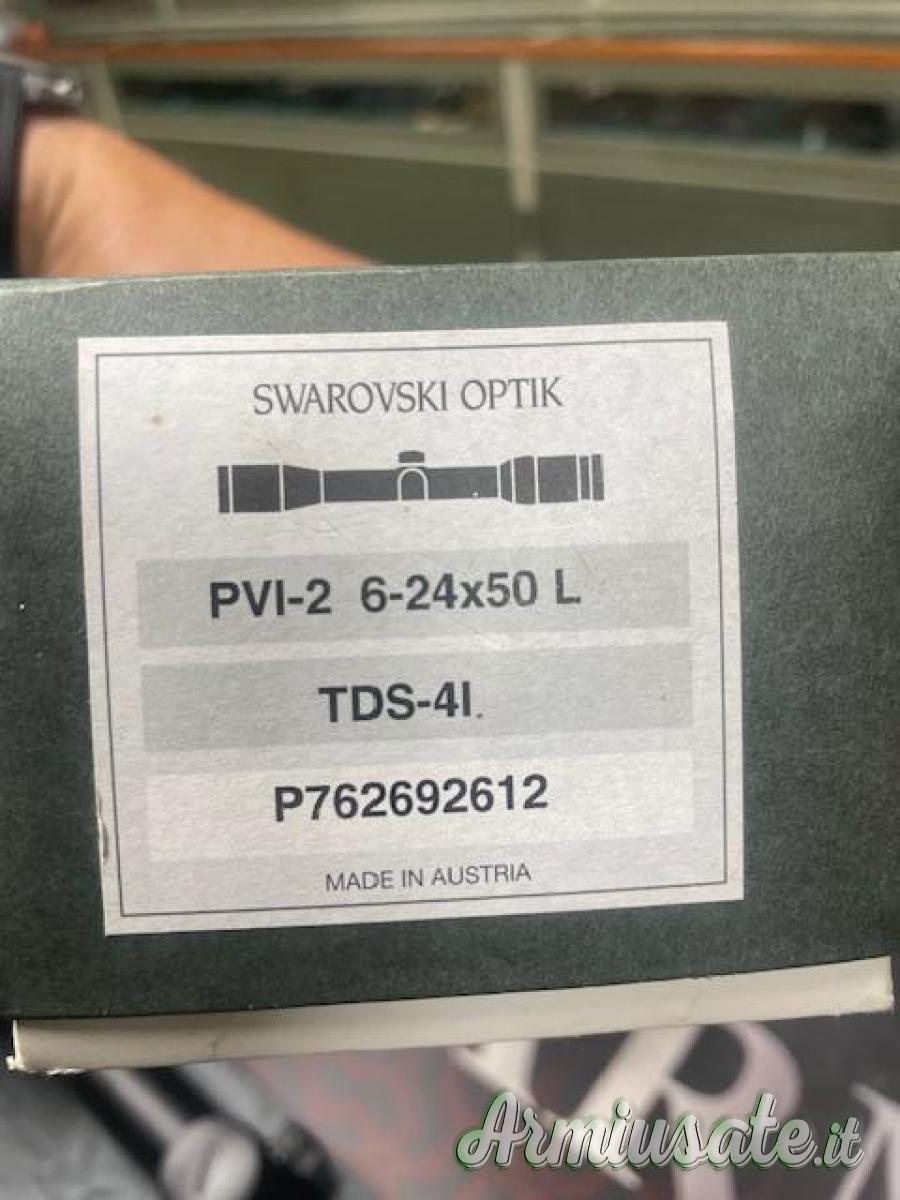 SWAROVSKI OPTIK
PVI-2 6-24x50 L
TDS-4I.
P762692612
MADE IN AUSTRIA
Armiusate.it